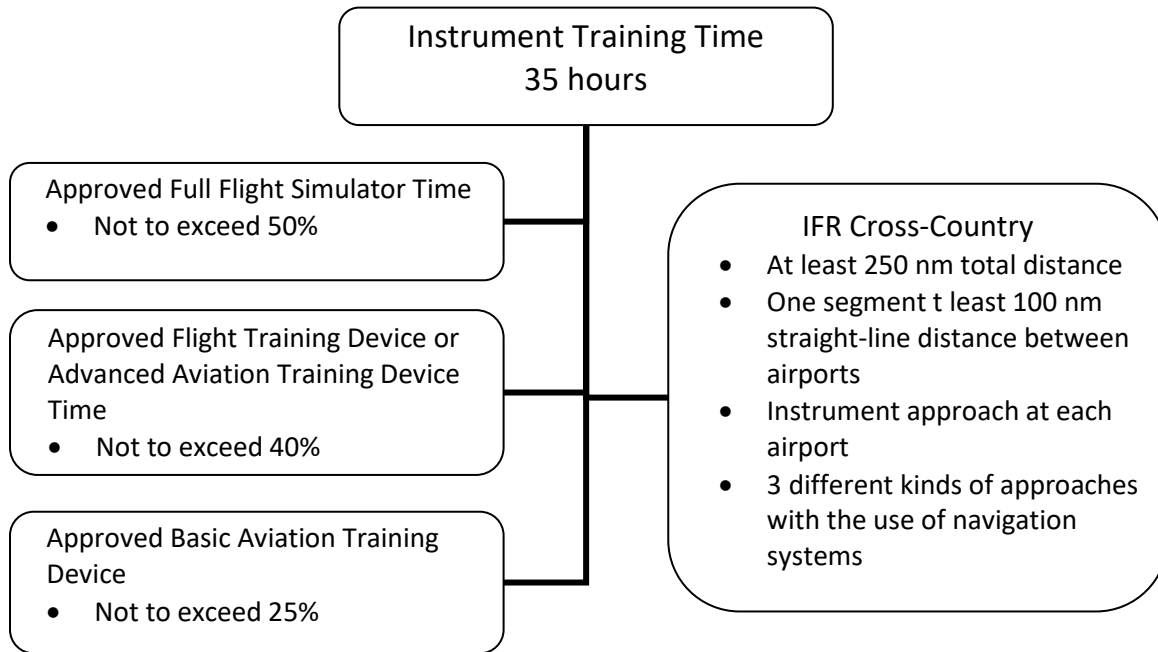 Instrument Training Time
35 hours
Approved Full Flight Simulator Time
• Not to exceed 50%
Approved Flight Training Device or
Advanced Aviation Training Device
Time
• Not to exceed 40%
Approved Basic Aviation Training
Device
• Not to exceed 25%
IFR Cross-Country
• At least 250 nm total distance
• One segment t least 100 nm
straight-line distance between
airports
• Instrument approach at each
airport
• 3 different kinds of approaches
with the use of navigation
systems